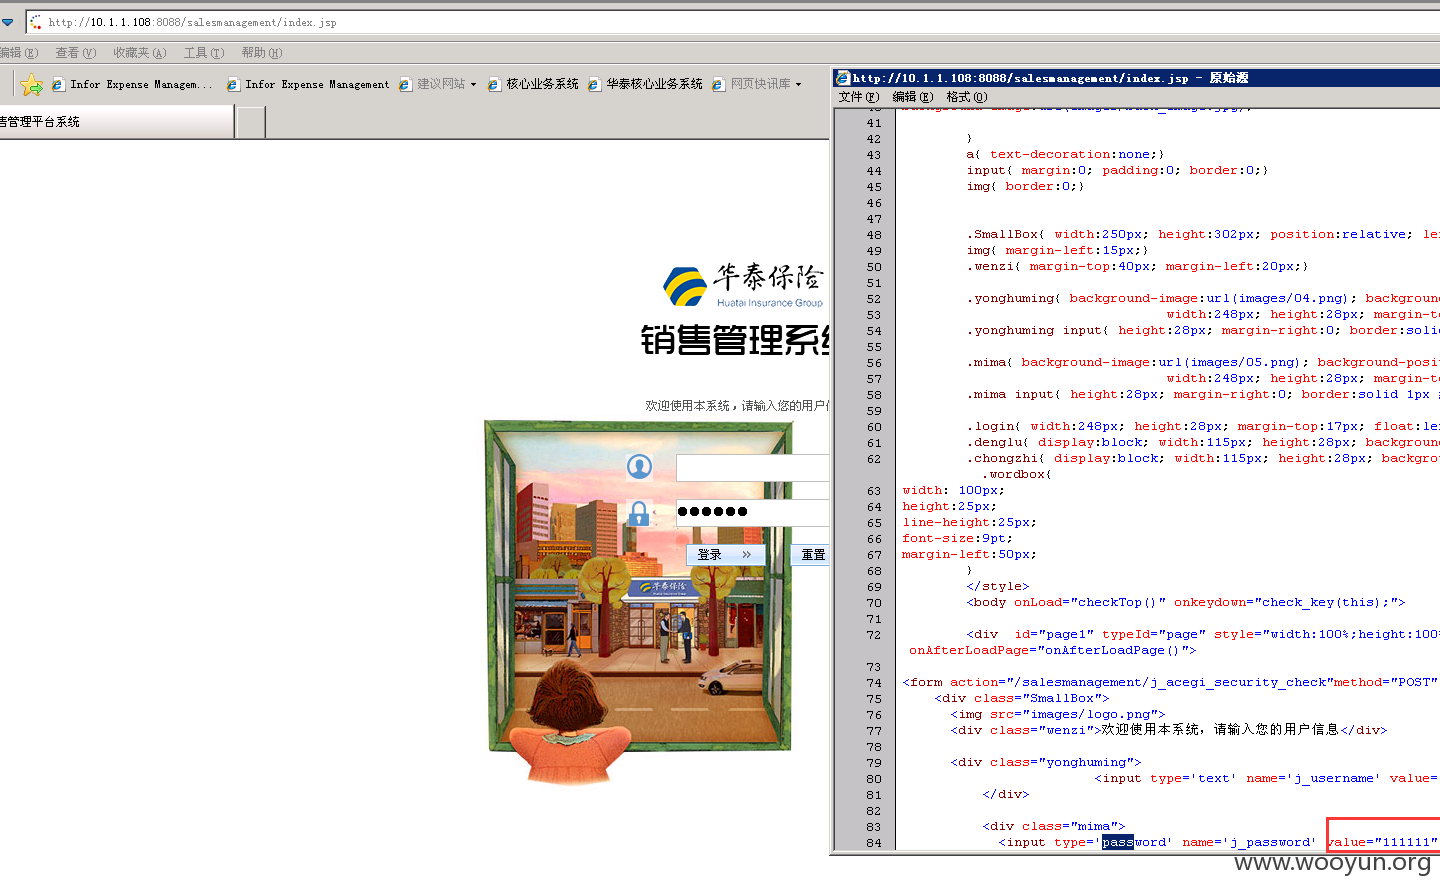 http://10.1.1.108:8088/salesmanagement/index.jsp
编辑(E) 查看(V) 收藏夹(A) 工具(T) 帮助(H)
Infor Expense Managem... Infor Expense Management 建议网站 核心业务系统 华泰核心业务系统 网页快讯库
售管理平台系统
华泰保险
Huatai Insurance Group
销售管理系
欢迎使用本系统，请输入您的用户
登录 »
重置
华泰保险
http://10.1.1.108:8088/salesmanagement/index.jsp - 原始源
文件(F) 编辑(E) 格式(O)
41
42 }
43 a{ text-decoration:none;}
44 input{ margin:0; padding:0; border:0;}
45 img{ border:0;}
46
47
48 .SmallBox{ width:250px; height:302px; position:relative; le
49 img{ margin-left:15px;}
50 .wenzi{ margin-top:40px; margin-left:20px;}
51
52 .yonghuming{ background-image:url(images/04.png); background
53 width:248px; height:28px; margin-to
54 .yonghuming input{ height:28px; margin-right:0; border:soli
55
56 .mima{ background-image:url(images/05.png); background-posi
57 width:248px; height:28px; margin-to
58 .mima input{ height:28px; margin-right:0; border:solid 1px ;
59
60 .login{ width:248px; height:28px; margin-top:17px; float:le
61 .denglu{ display:block; width:115px; height:28px; background
62 .chongzhi{ display:block; width:115px; height:28px; backgro
.wordbox{
63 width: 100px;
64 height:25px;
65 line-height:25px;
66 font-size:9pt;
67 margin-left:50px;
68 }
69 </style>
70 <body onLoad="checkTop()" onkeydown="check_key(this);">
71
72 <div id="page1" typeId="page" style="width:100%;height:100%
onAfterLoadPage="onAfterLoadPage()">
73
74 <form action="/salesmanagement/j_acegi_security_check"method="POST"
75 <div class="SmallBox">
76 <img src="images/logo.png">
77 <div class="wenzi">欢迎使用本系统，请输入您的用户信息</div>
78
79 <div class="yonghuming">
80 <input type='text' name='j_username' value=
81 </div>
82
83 <div class="mima">
84 <input type='password' name='j_password' value="111111"
www.wooyun.org